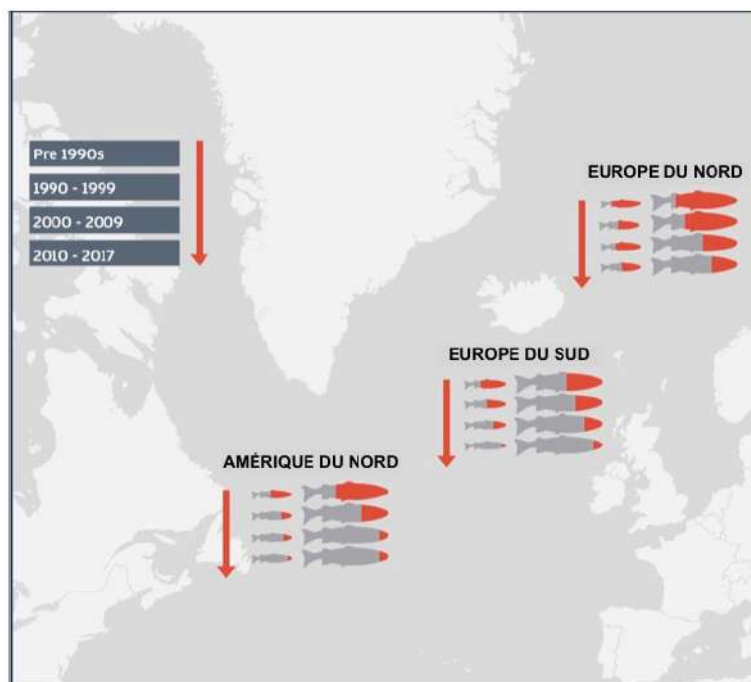 Pre 1990s
1990 - 1999
2000 - 2009
2010 - 2017
EUROPE DU NORD
EUROPE DU SUD
AMÉRIQUE DU NORD